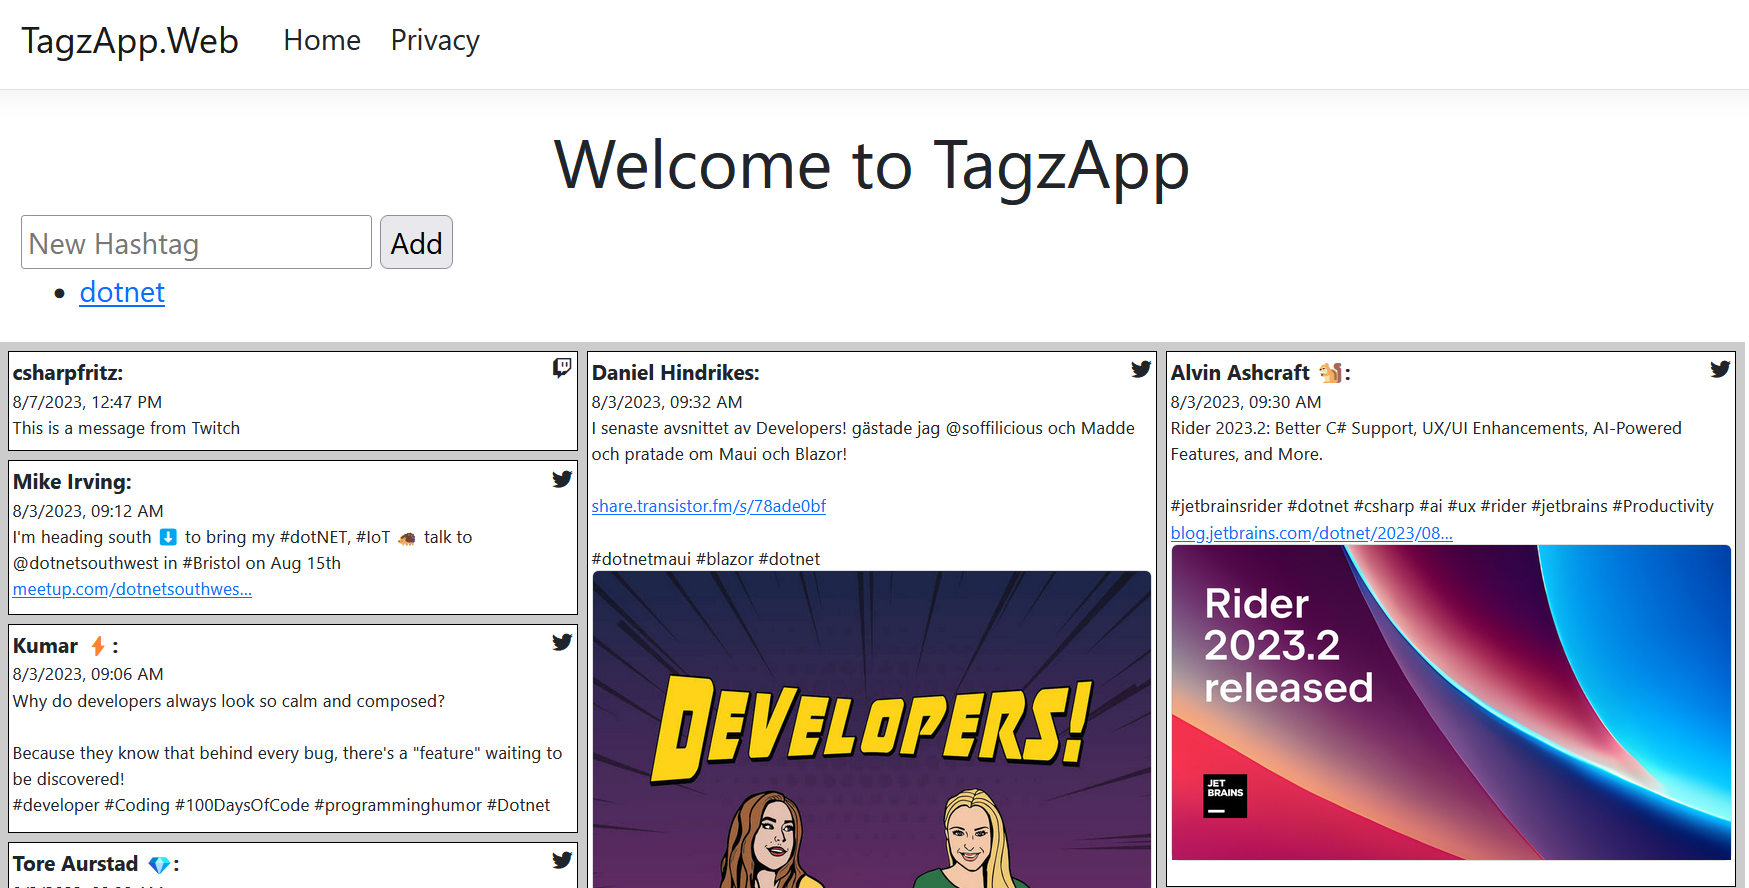 TagzApp.Web Home Privacy
Welcome to TagzApp
New Hashtag Add
• dotnet
csharpfritz:
8/7/2023, 12:47 PM
This is a message from Twitch
Mike Irving:
8/3/2023, 09:12 AM
I'm heading south ⬇️ to bring my #dotNET, #IoT 🦔 talk to
@dotnetsouthwest in #Bristol on Aug 15th
meetup.com/dotnetsouthwes...
Kumar ⚡:
8/3/2023, 09:06 AM
Why do developers always look so calm and composed?
Because they know that behind every bug, there's a "feature" waiting to
be discovered!
#developer #Coding #100DaysOfCode #programminghumor #Dotnet
Tore Aurstad 💎:
Daniel Hindrikes:
8/3/2023, 09:32 AM
I senaste avsnittet av Developers! gästade jag @soffilicious och Madde
och pratade om Maui och Blazor!
share.transistor.fm/s/78ade0bf
#dotnetmaui #blazor #dotnet
DEVELOPERS!
Alvin Ashcraft 🐿️:
8/3/2023, 09:30 AM
Rider 2023.2: Better C# Support, UX/UI Enhancements, AI-Powered
Features, and More.
#jetbrainsrider #dotnet #csharp #ai #ux #rider #jetbrains #Productivity
blog.jetbrains.com/dotnet/2023/08...
Rider
2023.2
released
JET
BRAINS